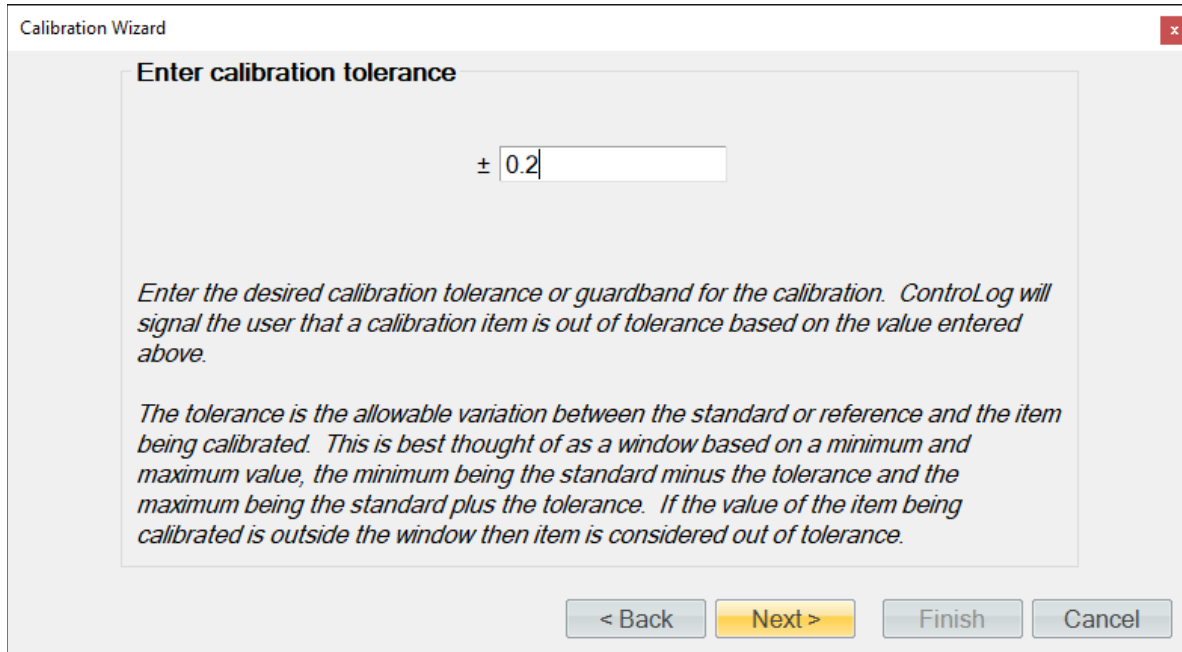 Calibration Wizard
x
Enter calibration tolerance
± 0.2
Enter the desired calibration tolerance or guardband for the calibration.  ControLog will
signal the user that a calibration item is out of tolerance based on the value entered
above.
The tolerance is the allowable variation between the standard or reference and the item
being calibrated.  This is best thought of as a window based on a minimum and
maximum value, the minimum being the standard minus the tolerance and the
maximum being the standard plus the tolerance.  If the value of the item being
calibrated is outside the window then item is considered out of tolerance.
< Back Next > Finish Cancel